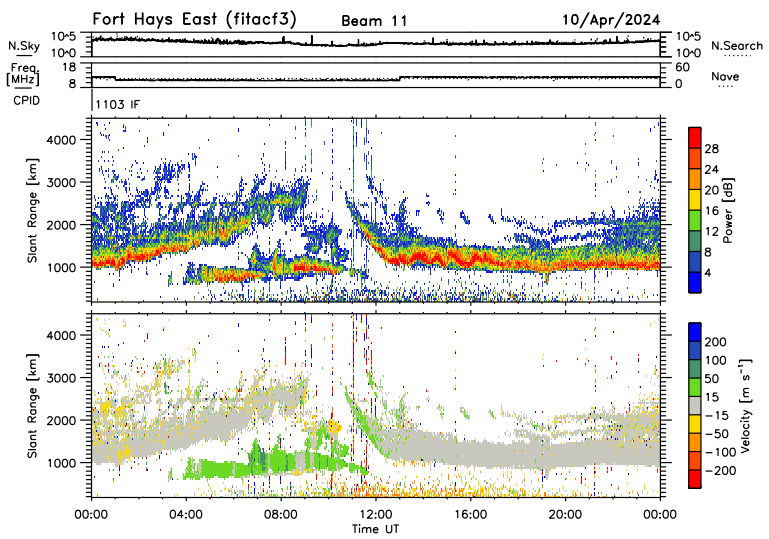 Fort Hays East (fitacf3) Beam 11 10/Apr/2024
N.Sky 10^5 10^0 10^5 10^0 N.Search
Freq. [MHz] 18 8 60 0 Nave
CPID 1103 IF
Slant Range [km] 4000 3000 2000 1000
Power [dB] 28 24 20 16 12 8 4
Slant Range [km] 4000 3000 2000 1000
Velocity [m s⁻¹] 200 100 50 15 −15 −50 −100 −200
00:00 04:00 08:00 12:00 16:00 20:00 00:00
Time UT